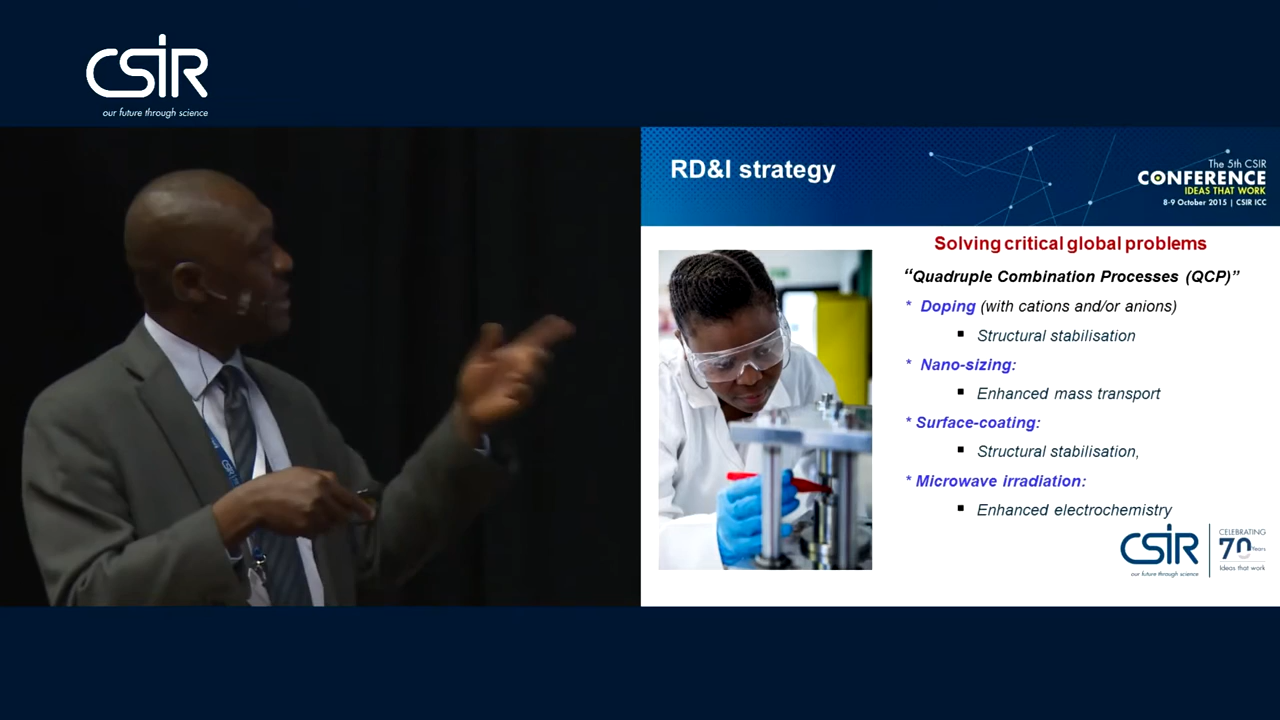 CSIR
our future through science
RD&I strategy
The 5th CSIR
CONFERENCE
IDEAS THAT WORK
8-9 October 2015 | CSIR ICC
Solving critical global problems
“Quadruple Combination Processes (QCP)”
* Doping (with cations and/or anions)
▪ Structural stabilisation
* Nano-sizing:
▪ Enhanced mass transport
* Surface-coating:
▪ Structural stabilisation,
* Microwave irradiation:
▪ Enhanced electrochemistry
CSIR
our future through science
CELEBRATING
70 Years
Ideas that work
CSIR